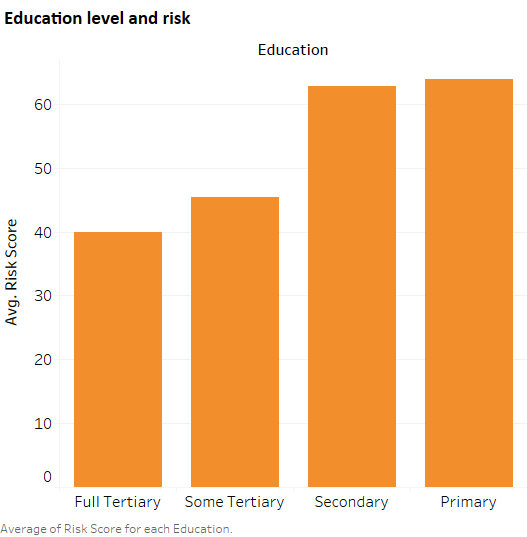 Education level and risk
Education
Avg. Risk Score
60
50
40
30
20
10
0
Full Tertiary
Some Tertiary
Secondary
Primary
Average of Risk Score for each Education.